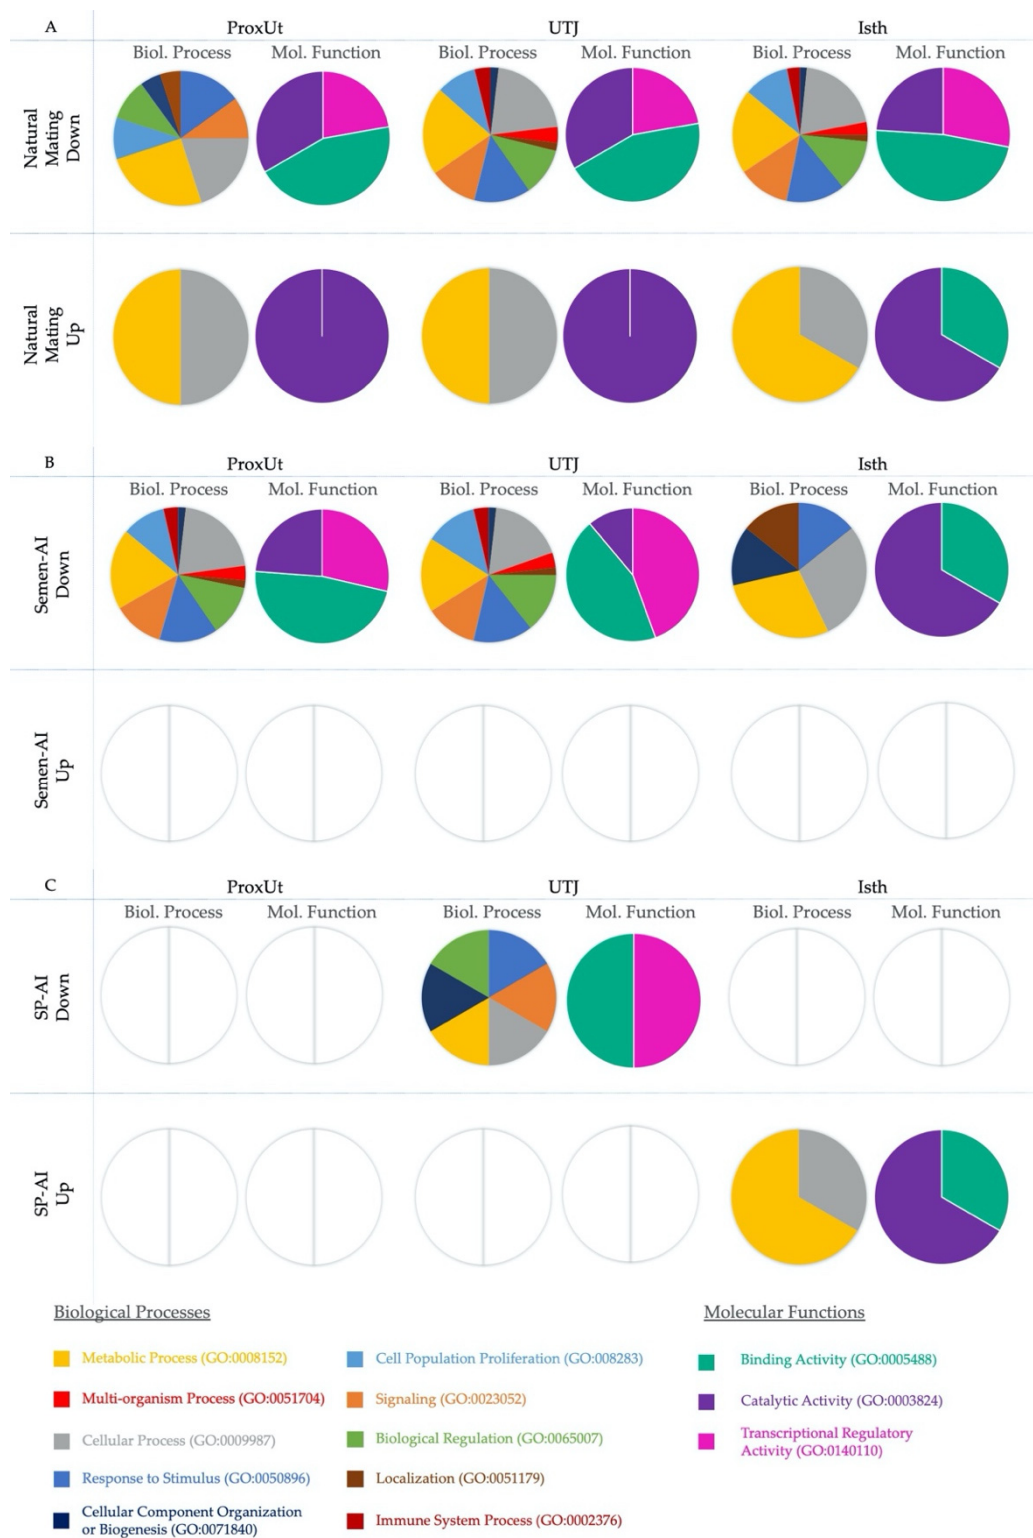 A
ProxUt UTJ Isth
Biol. Process Mol. Function Biol. Process Mol. Function Biol. Process Mol. Function
Natural
Mating
Down
Natural
Mating
Up
B
ProxUt UTJ Isth
Biol. Process Mol. Function Biol. Process Mol. Function Biol. Process Mol. Function
Semen-AI
Down
Semen-AI
Up
C
ProxUt UTJ Isth
Biol. Process Mol. Function Biol. Process Mol. Function Biol. Process Mol. Function
SP-AI
Down
SP-AI
Up
Biological Processes
Metabolic Process (GO:0008152)
Multi-organism Process (GO:0051704)
Cellular Process (GO:0009987)
Response to Stimulus (GO:0050896)
Cellular Component Organization
or Biogenesis (GO:0071840)
Cell Population Proliferation (GO:008283)
Signaling (GO:0023052)
Biological Regulation (GO:0065007)
Localization (GO:0051179)
Immune System Process (GO:0002376)
Molecular Functions
Binding Activity (GO:0005488)
Catalytic Activity (GO:0003824)
Transcriptional Regulatory
Activity (GO:0140110)